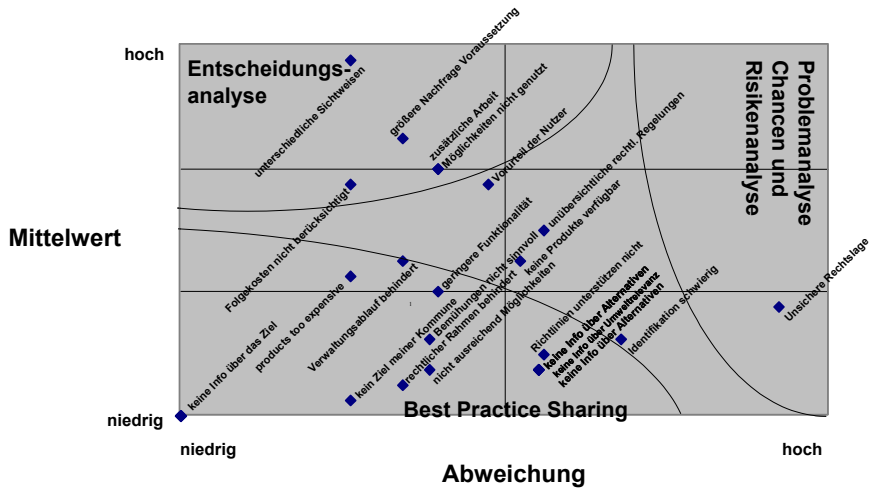 hoch
Entscheidungs-
analyse
unterschiedliche Sichtweisen
größere Nachfrage Voraussetzung
zusätzliche Arbeit
Möglichkeiten nicht genutzt
Vorurteil der Nutzer
unübersichtliche rechtl. Regelungen
keine Produkte verfügbar
Problemanalyse
Chancen und
Risikenanalyse
Mittelwert
Folgekosten nicht berücksichtigt
products too expensive
Verwaltungsablauf behindert
geringere Funktionalität
Bemühungen nicht sinnvoll
kein Ziel meiner Kommune
rechtlicher Rahmen behindert
nicht ausreichend Möglichkeiten
Richtlinien unterstützen nicht
keine Info über Alternativen
keine Info über Umweltrelevanz
keine Info über Alternativen
Identifikation schwierig
Unsichere Rechtslage
keine Info über das Ziel
Best Practice Sharing
niedrig
niedrig
hoch
Abweichung